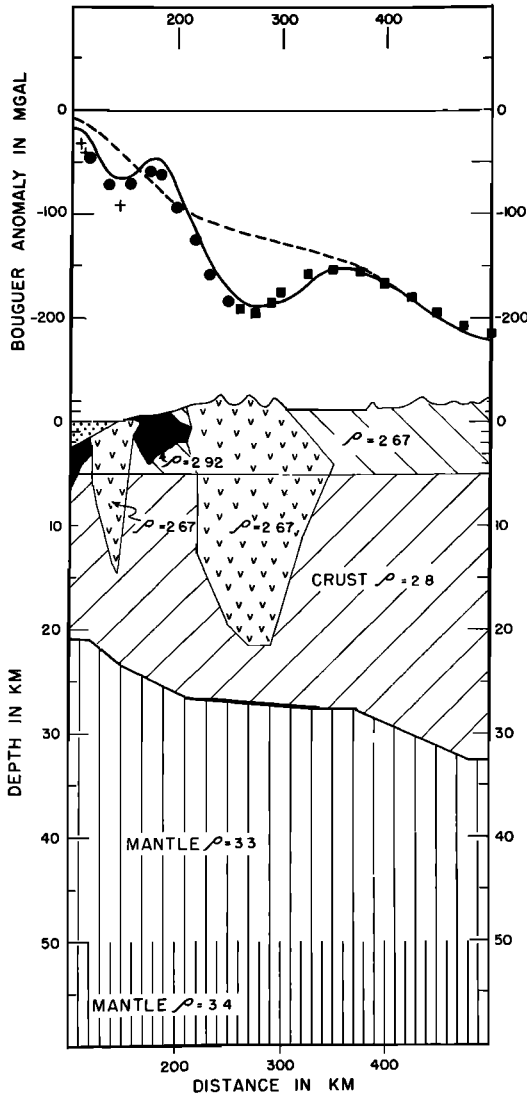 200 300 400
BOUGUER ANOMALY IN MGAL
0 0
-100 -100
-200 -200
0 0
ρ=2.67
ρ=2.92
10 ρ=2.67 ρ=2.67 10
CRUST ρ=2.8
20 20
DEPTH IN KM
30 30
MANTLE ρ=3.3
40 40
50 50
MANTLE ρ=3.4
200 300 400
DISTANCE IN KM